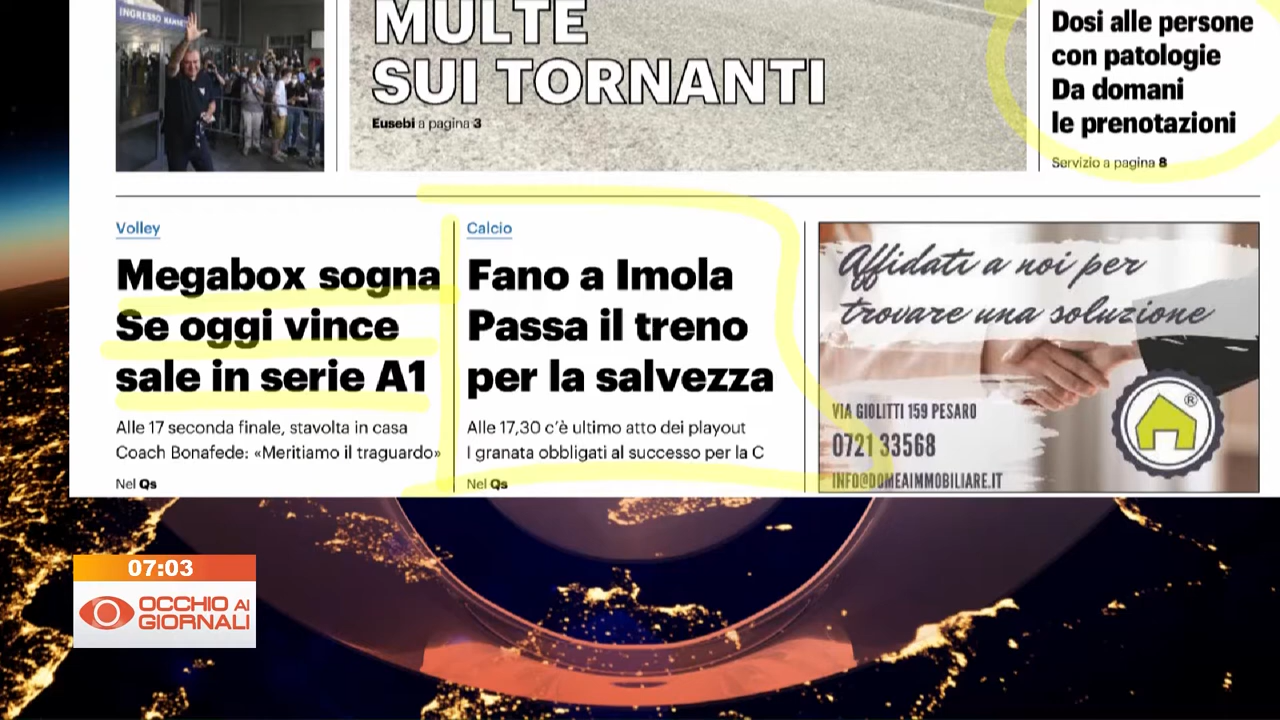 INGRESSO
MULTE
SUI TORNANTI
Eusebi a pagina 3
Dosi alle persone
con patologie
Da domani
le prenotazioni
Servizio a pagina 8
Volley
Megabox sogna
Se oggi vince
sale in serie A1
Alle 17 seconda finale, stavolta in casa
Coach Bonafede: «Meritiamo il traguardo»
Nel Qs
Calcio
Fano a Imola
Passa il treno
per la salvezza
Alle 17,30 c'è ultimo atto dei playout
I granata obbligati al successo per la C
Nel Qs
Affidati a noi per
trovare una soluzione
VIA GIOLITTI 159 PESARO
0721 33568
INFO@DOMEAIMMOBILIARE.IT
®
07:03
OCCHIO AI
GIORNALI